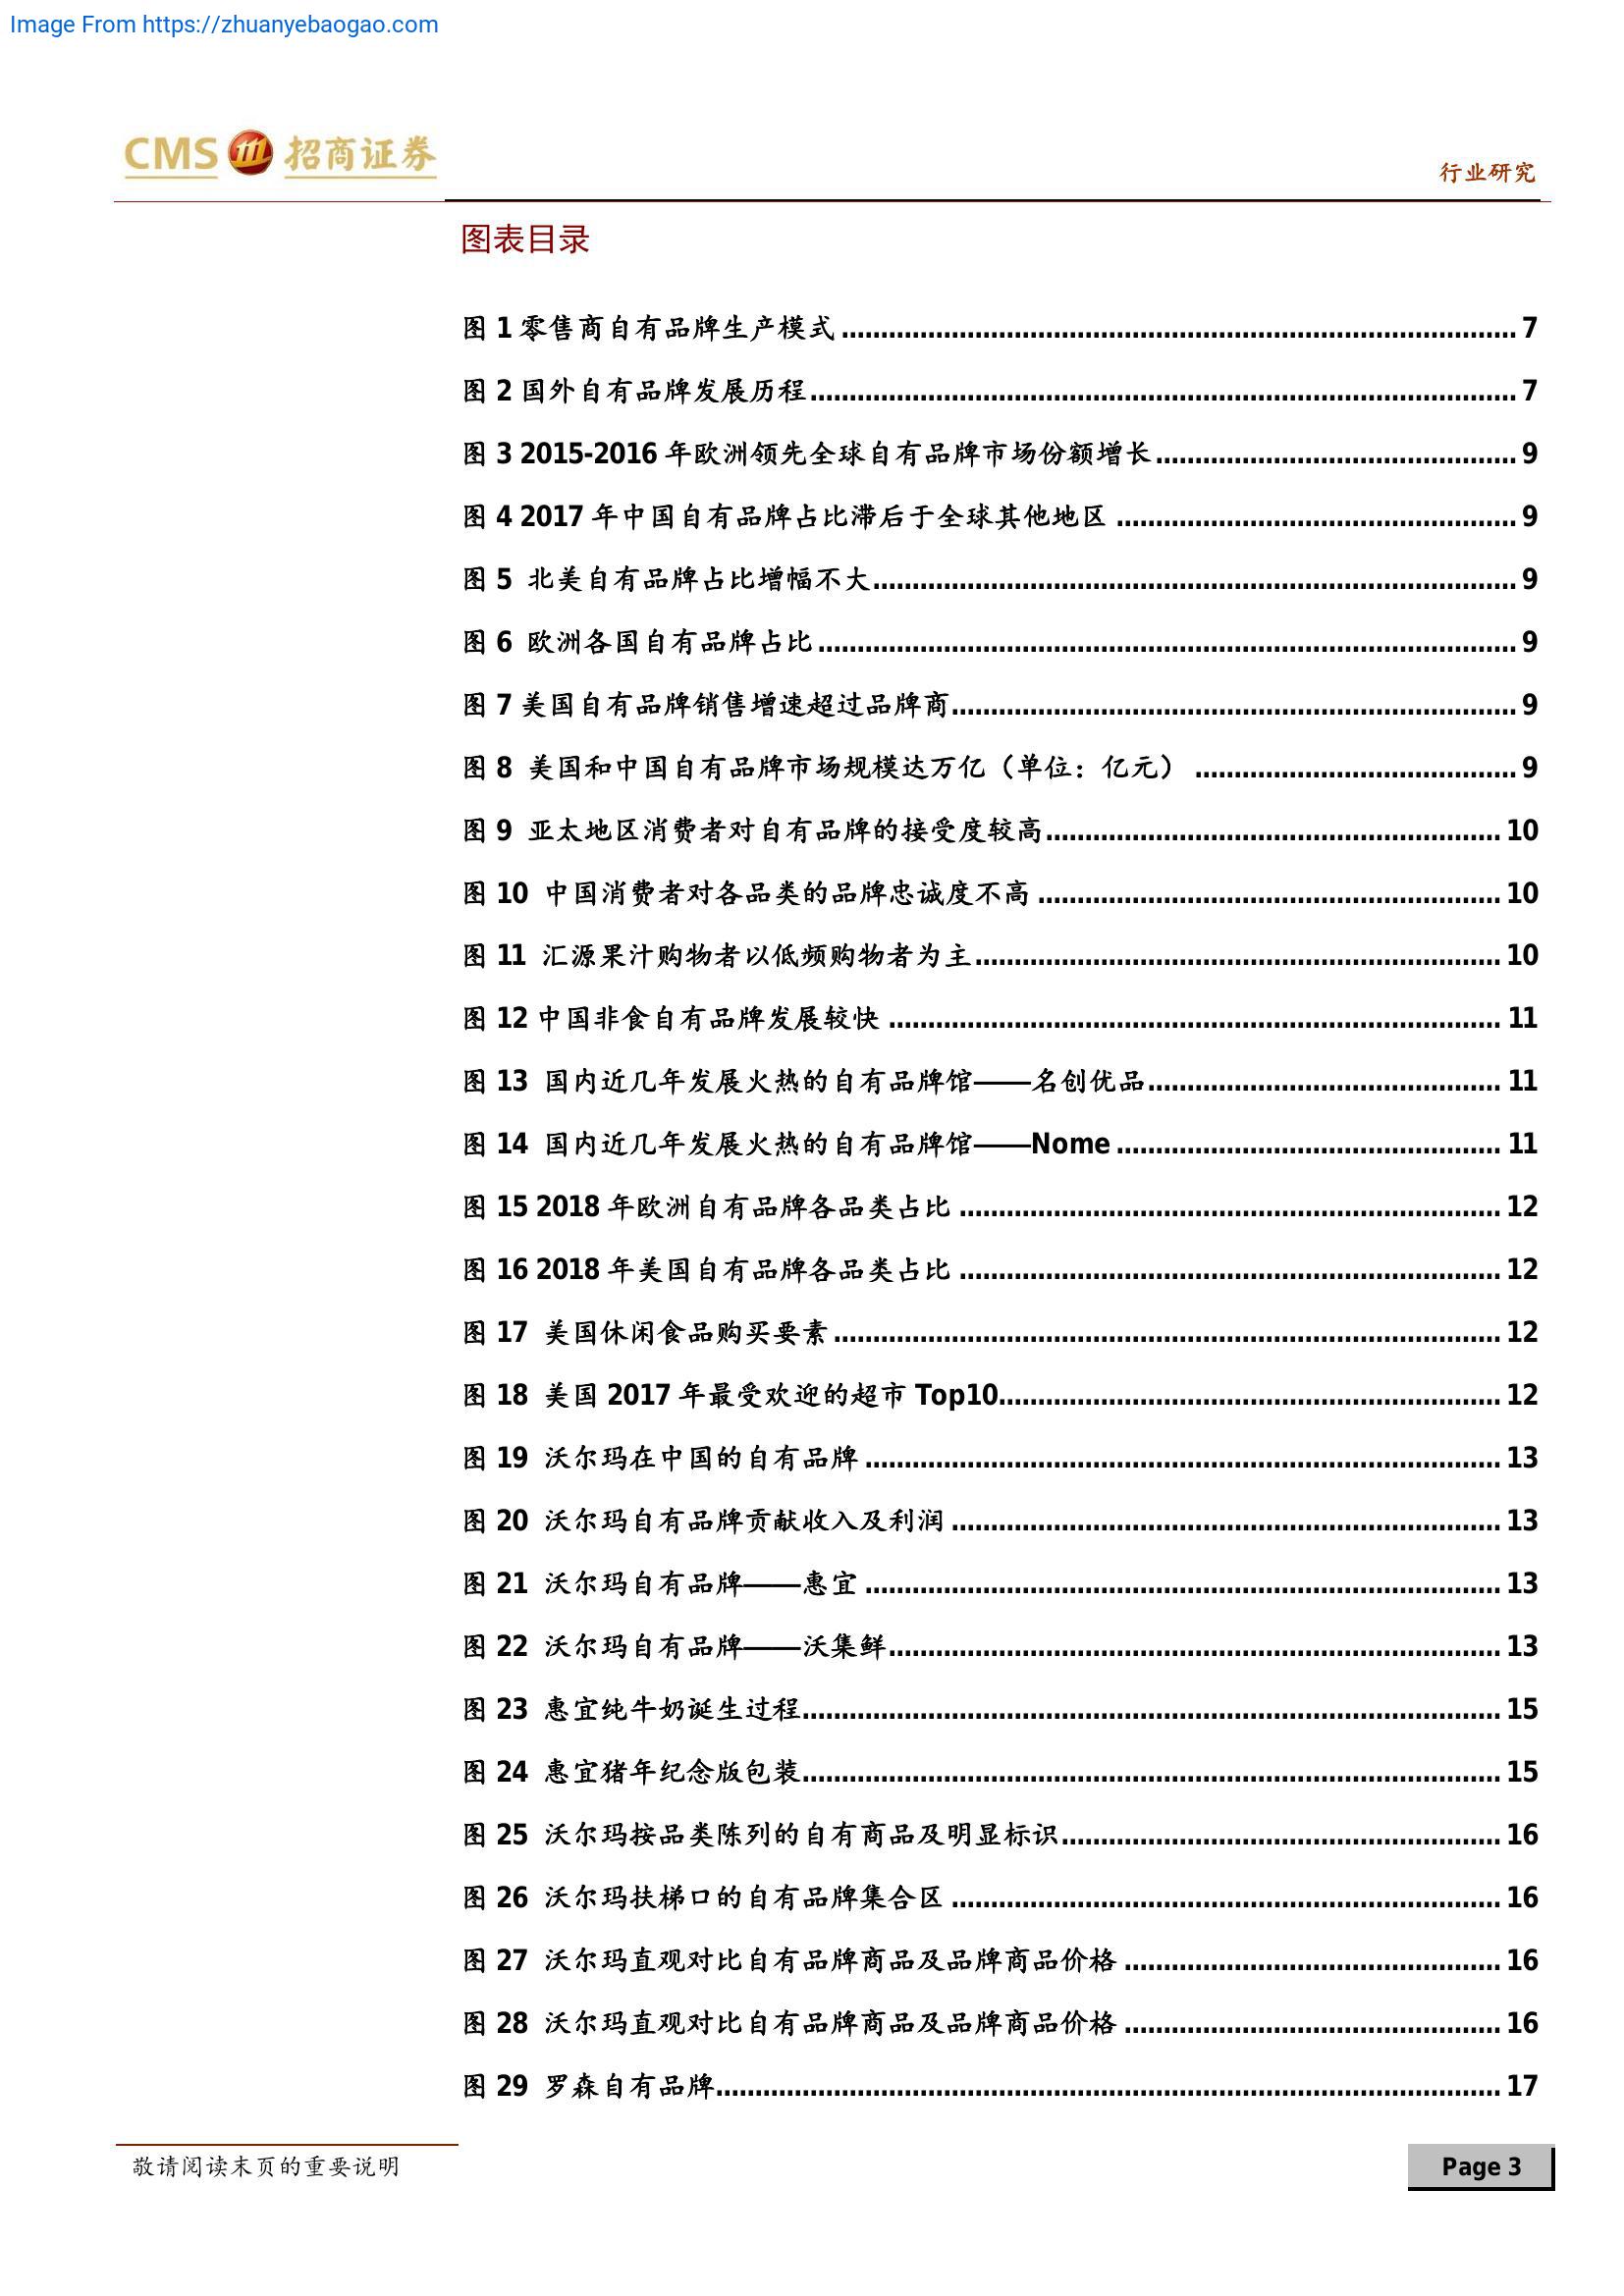 Image From https://zhuanyebaogao.com
CMS 招商证券
行业研究
图表目录
图 1 零售商自有品牌生产模式 ........ 7
图 2 国外自有品牌发展历程 ........ 7
图 3 2015-2016 年欧洲领先全球自有品牌市场份额增长 ........ 9
图 4 2017 年中国自有品牌占比滞后于全球其他地区 ........ 9
图 5 北美自有品牌占比增幅不大 ........ 9
图 6 欧洲各国自有品牌占比 ........ 9
图 7 美国自有品牌销售增速超过品牌商 ........ 9
图 8 美国和中国自有品牌市场规模达万亿（单位：亿元） ........ 9
图 9 亚太地区消费者对自有品牌的接受度较高 ........ 10
图 10 中国消费者对各品类的品牌忠诚度不高 ........ 10
图 11 汇源果汁购物者以低频购物者为主 ........ 10
图 12 中国非食自有品牌发展较快 ........ 11
图 13 国内近几年发展火热的自有品牌馆——名创优品 ........ 11
图 14 国内近几年发展火热的自有品牌馆——Nome ........ 11
图 15 2018 年欧洲自有品牌各品类占比 ........ 12
图 16 2018 年美国自有品牌各品类占比 ........ 12
图 17 美国休闲食品购买要素 ........ 12
图 18 美国 2017 年最受欢迎的超市 Top10 ........ 12
图 19 沃尔玛在中国的自有品牌 ........ 13
图 20 沃尔玛自有品牌贡献收入及利润 ........ 13
图 21 沃尔玛自有品牌——惠宜 ........ 13
图 22 沃尔玛自有品牌——沃集鲜 ........ 13
图 23 惠宜纯牛奶诞生过程 ........ 15
图 24 惠宜猪年纪念版包装 ........ 15
图 25 沃尔玛按品类陈列的自有商品及明显标识 ........ 16
图 26 沃尔玛扶梯口的自有品牌集合区 ........ 16
图 27 沃尔玛直观对比自有品牌商品及品牌商品价格 ........ 16
图 28 沃尔玛直观对比自有品牌商品及品牌商品价格 ........ 16
图 29 罗森自有品牌 ........ 17
敬请阅读末页的重要说明
Page 3